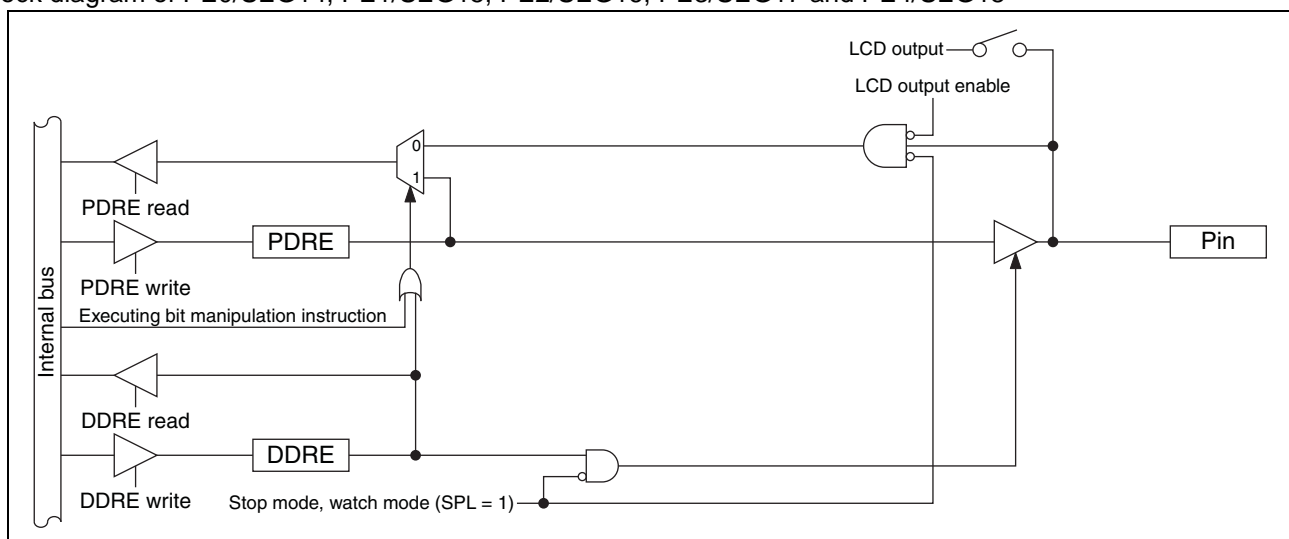 LCD output
LCD output enable
0
1
PDRE read
PDRE
Pin
PDRE write
Executing bit manipulation instruction
Internal bus
DDRE read
DDRE
DDRE write
Stop mode, watch mode (SPL = 1)